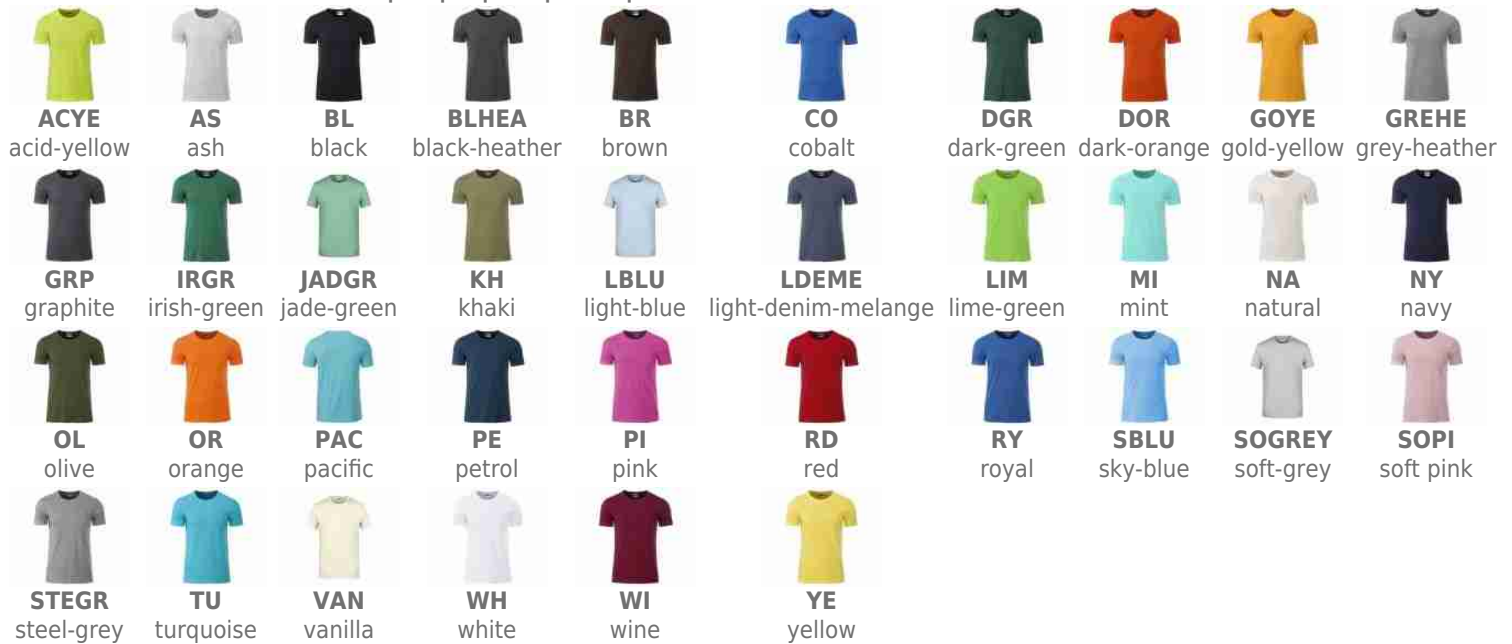 ACYE AS BL BLHEA BR CO DGR DOR GOYE GREHE
acid-yellow ash black black-heather brown cobalt dark-green dark-orange gold-yellow grey-heather
GRP IRGR JADGR KH LBLU LDEME LIM MI NA NY
graphite irish-green jade-green khaki light-blue light-denim-melange lime-green mint natural navy
OL OR PAC PE PI RD RY SBLU SOGREY SOPI
olive orange pacific petrol pink red royal sky-blue soft-grey soft pink
STEGR TU VAN WH WI YE
steel-grey turquoise vanilla white wine yellow